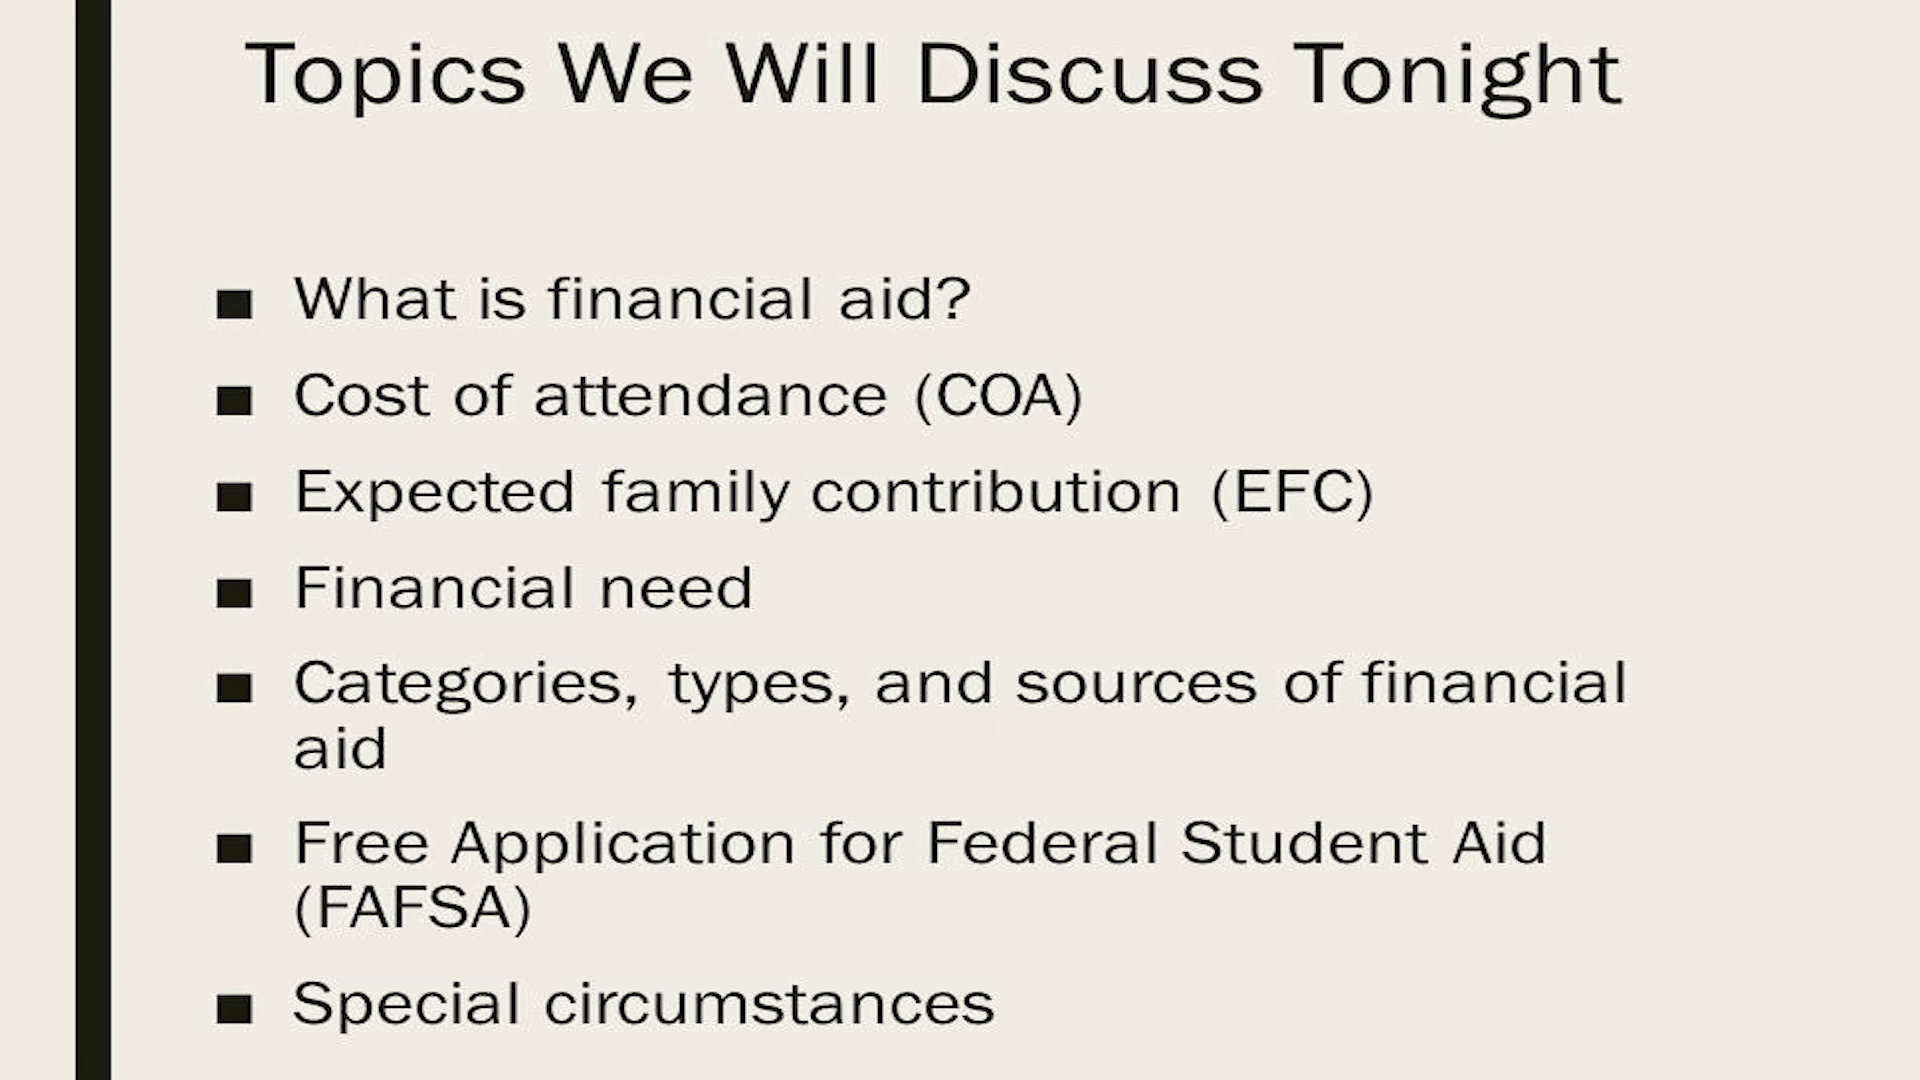 Topics We Will Discuss Tonight
■ What is financial aid?
■ Cost of attendance (COA)
■ Expected family contribution (EFC)
■ Financial need
■ Categories, types, and sources of financial
aid
■ Free Application for Federal Student Aid
(FAFSA)
■ Special circumstances